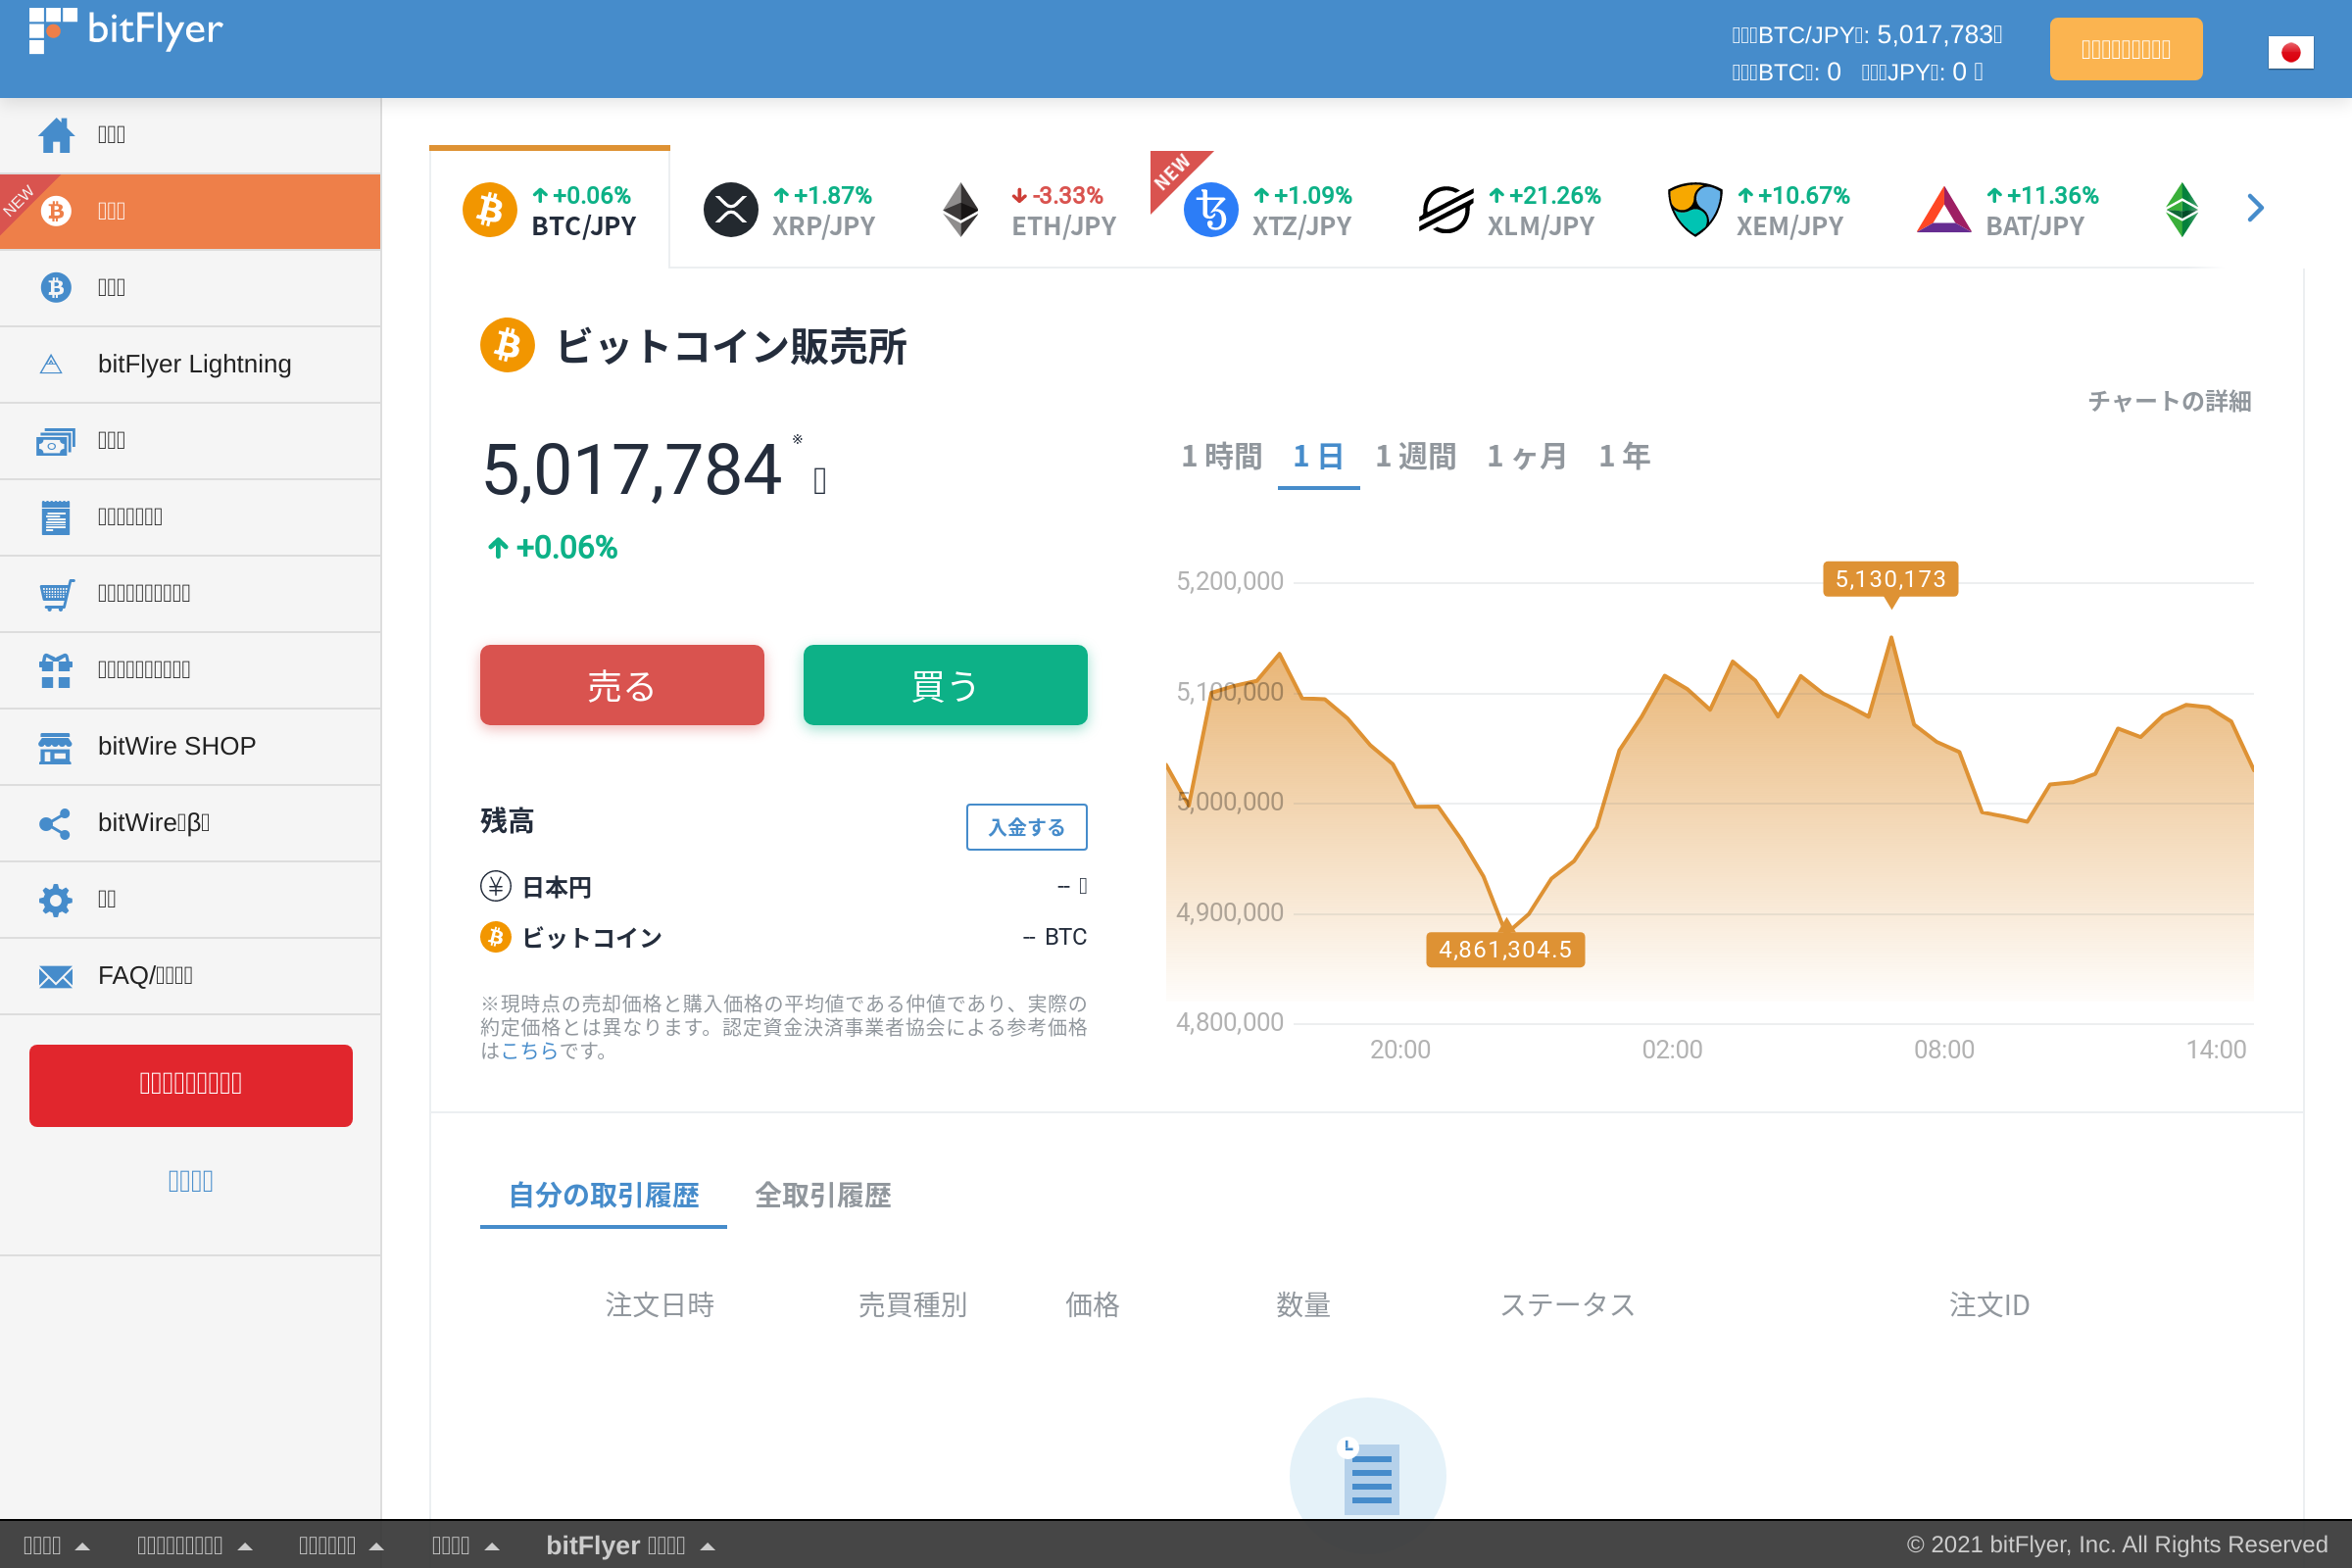 bitFlyer
BTC/JPY: 5,017,783
BTC: 0 JPY: 0
NEW
bitFlyer Lightning
bitWire SHOP
bitWire β
FAQ/
+0.06%
BTC/JPY
+1.87%
XRP/JPY
-3.33%
ETH/JPY
NEW
+1.09%
XTZ/JPY
+21.26%
XLM/JPY
+10.67%
XEM/JPY
+11.36%
BAT/JPY
ビットコイン販売所
チャートの詳細
5,017,784 ※
+0.06%
1 時間 1 日 1 週間 1 ヶ月 1 年
売る
買う
残高
入金する
日本円 --
ビットコイン -- BTC
※現時点の売却価格と購入価格の平均値である仲値であり、実際の
約定価格とは異なります。認定資金決済事業者協会による参考価格
はこちらです。
5,200,000
5,130,173
5,100,000
5,000,000
4,900,000
4,861,304.5
4,800,000
20:00 02:00 08:00 14:00
自分の取引履歴 全取引履歴
注文日時 売買種別 価格 数量 ステータス 注文ID
bitFlyer
© 2021 bitFlyer, Inc. All Rights Reserved